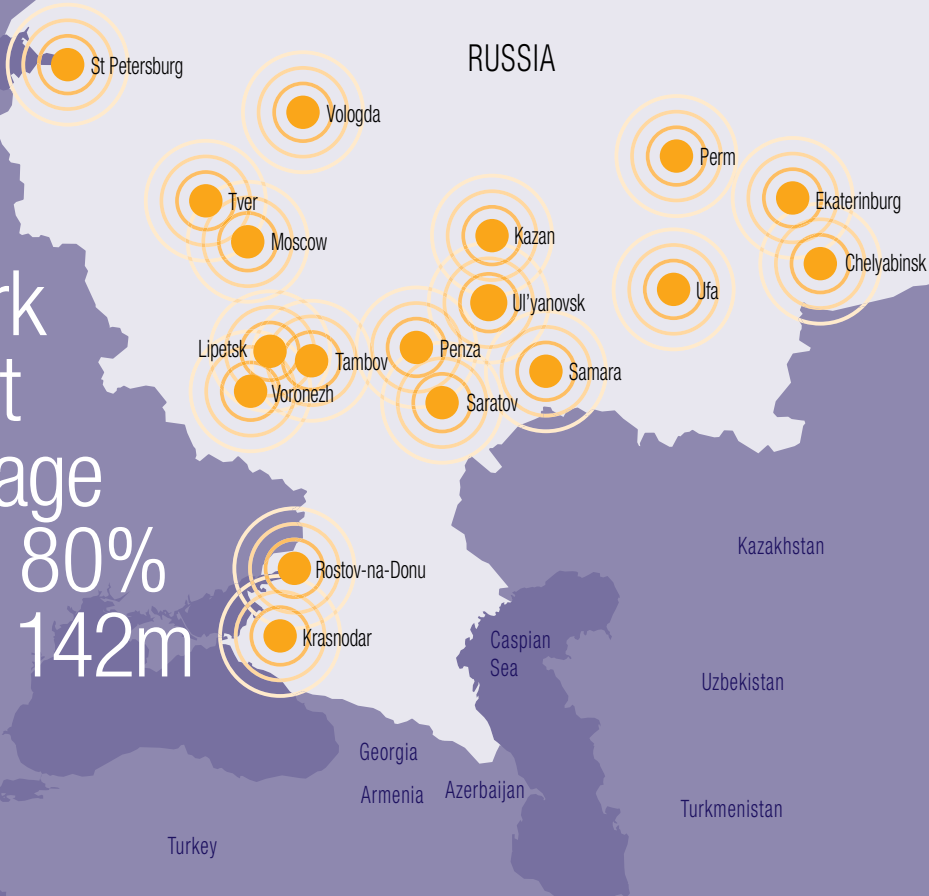 RUSSIA
St Petersburg
Vologda
Perm
Tver
Ekaterinburg
Moscow
Kazan
Chelyabinsk
Ufa
Ul'yanovsk
rk
Lipetsk
Tambov
Penza
Samara
t
Voronezh
Saratov
age
80%
142m
Rostov-na-Donu
Krasnodar
Kazakhstan
Caspian
Sea
Uzbekistan
Georgia
Armenia
Azerbaijan
Turkmenistan
Turkey